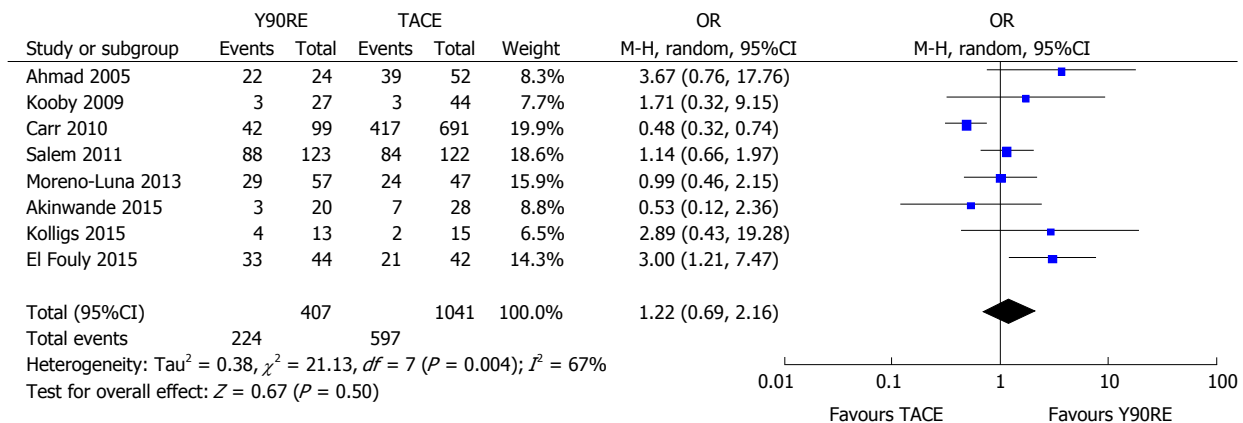 Y90RE TACE OR OR
Study or subgroup Events Total Events Total Weight M-H, random, 95%CI M-H, random, 95%CI
Ahmad 2005 22 24 39 52 8.3% 3.67 (0.76, 17.76)
Kooby 2009 3 27 3 44 7.7% 1.71 (0.32, 9.15)
Carr 2010 42 99 417 691 19.9% 0.48 (0.32, 0.74)
Salem 2011 88 123 84 122 18.6% 1.14 (0.66, 1.97)
Moreno-Luna 2013 29 57 24 47 15.9% 0.99 (0.46, 2.15)
Akinwande 2015 3 20 7 28 8.8% 0.53 (0.12, 2.36)
Kolligs 2015 4 13 2 15 6.5% 2.89 (0.43, 19.28)
El Fouly 2015 33 44 21 42 14.3% 3.00 (1.21, 7.47)
Total (95%CI) 407 1041 100.0% 1.22 (0.69, 2.16)
Total events 224 597
Heterogeneity: Tau² = 0.38, χ² = 21.13, df = 7 (P = 0.004); I² = 67%
Test for overall effect: Z = 0.67 (P = 0.50)
0.01 0.1 1 10 100
Favours TACE Favours Y90RE